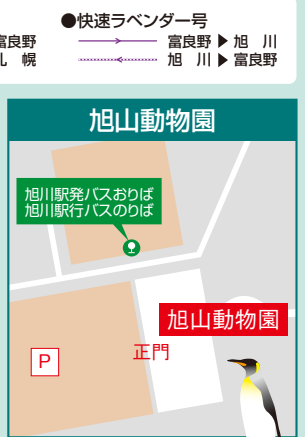 ●快速ラベンダー号
富良野 富良野 ▶ 旭 川
札 幌 旭 川 ▶ 富良野
旭山動物園
旭川駅発バスおりば
旭川駅行バスのりば
旭山動物園
正門
P